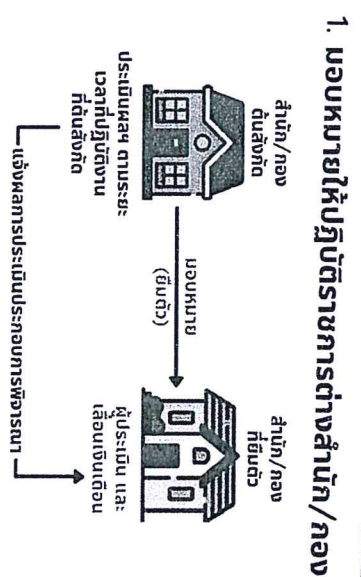 1. มอบหมายให้ปฏิบัติราชการต่างสำนัก/กอง
สำนัก/กอง
ต้นสังกัด
ประเมินผลฯ ตามระยะ
เวลาที่ปฏิบัติงาน
ที่ต้นสังกัด
มอบหมาย
(ยืมตัว)
สำนัก/กอง
ที่ยืมตัว
ผู้ประเมิน และ
เลื่อนเงินเดือน
แจ้งผลการประเมินประกอบการพิจารณา